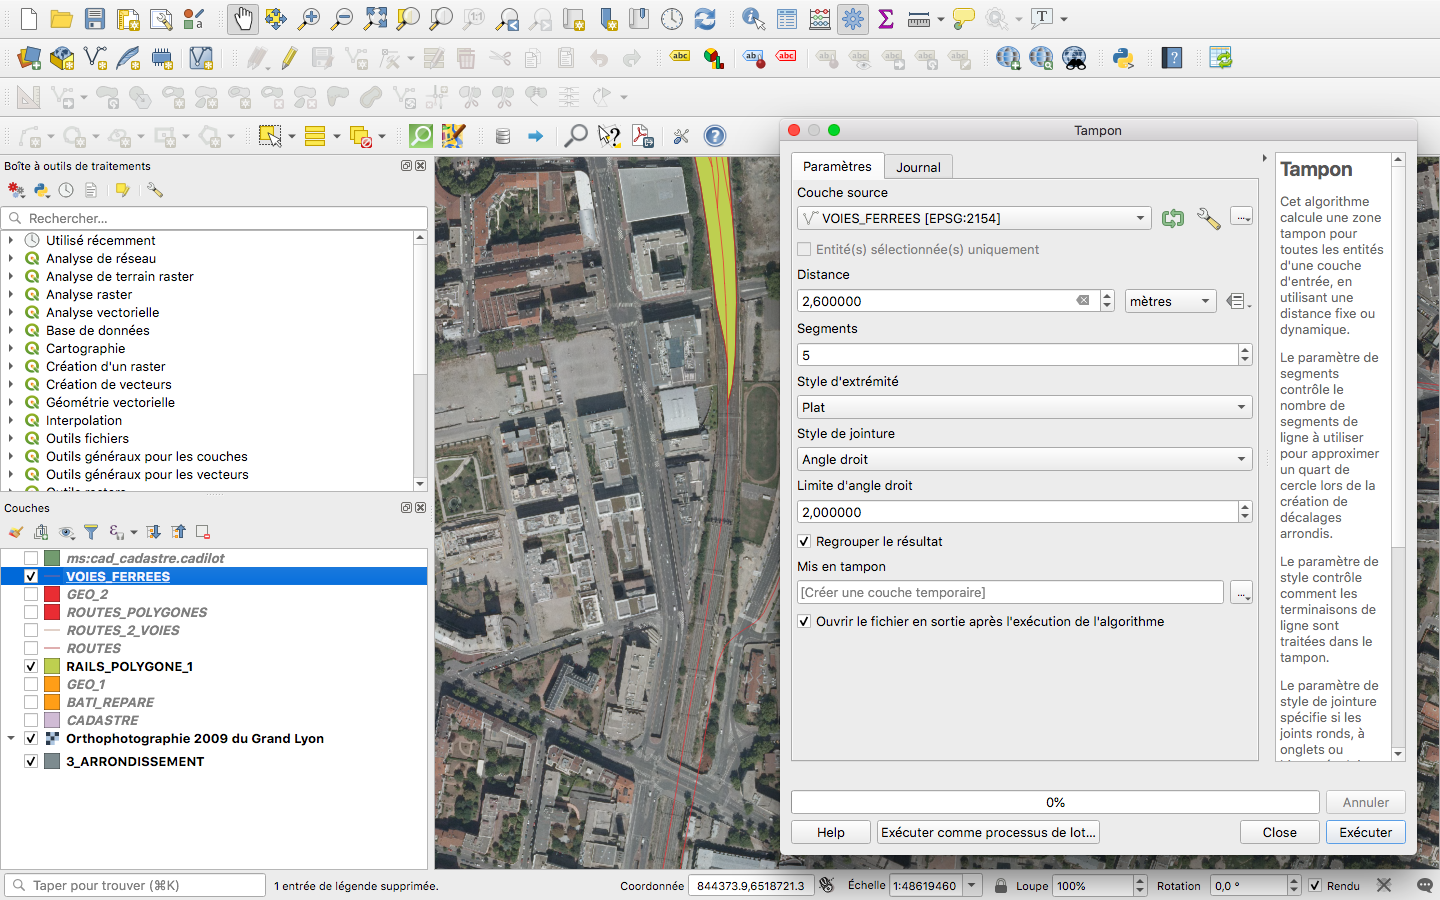 Boîte à outils de traitements
Rechercher...
Utilisé récemment
Analyse de réseau
Analyse de terrain raster
Analyse raster
Analyse vectorielle
Base de données
Cartographie
Création d'un raster
Création de vecteurs
Géométrie vectorielle
Interpolation
Outils fichiers
Outils généraux pour les couches
Outils généraux pour les vecteurs
Couches
ms:cad_cadastre.cadilot
VOIES_FERREES
GEO_2
ROUTES_POLYGONES
ROUTES_2_VOIES
ROUTES
RAILS_POLYGONE_1
GEO_1
BATI_REPARE
CADASTRE
Orthophotographie 2009 du Grand Lyon
3_ARRONDISSEMENT
Tampon
Paramètres
Journal
Couche source
VOIES_FERREES [EPSG:2154]
...
Entité(s) sélectionnée(s) uniquement
Distance
2,600000
mètres
Segments
5
Style d'extrémité
Plat
Style de jointure
Angle droit
Limite d'angle droit
2,000000
Regrouper le résultat
Mis en tampon
[Créer une couche temporaire]
...
Ouvrir le fichier en sortie après l'exécution de l'algorithme
Tampon
Cet algorithme
calcule une zone
tampon pour
toutes les entités
d'une couche
d'entrée, en
utilisant une
distance fixe ou
dynamique.
Le paramètre de
segments
contrôle le
nombre de
segments de
ligne à utiliser
pour approximer
un quart de
cercle lors de la
création de
décalages
arrondis.
Le paramètre de
style contrôle
comment les
terminaisons de
ligne sont
traitées dans le
tampon.
Le paramètre de
style de jointure
spécifie si les
joints ronds, à
onglets ou
0%
Annuler
Help
Exécuter comme processus de lot...
Close
Exécuter
Taper pour trouver (⌘K)
1 entrée de légende supprimée.
Coordonnée
844373.9,6518721.3
Échelle
1:48619460
Loupe
100%
Rotation
0,0 °
Rendu